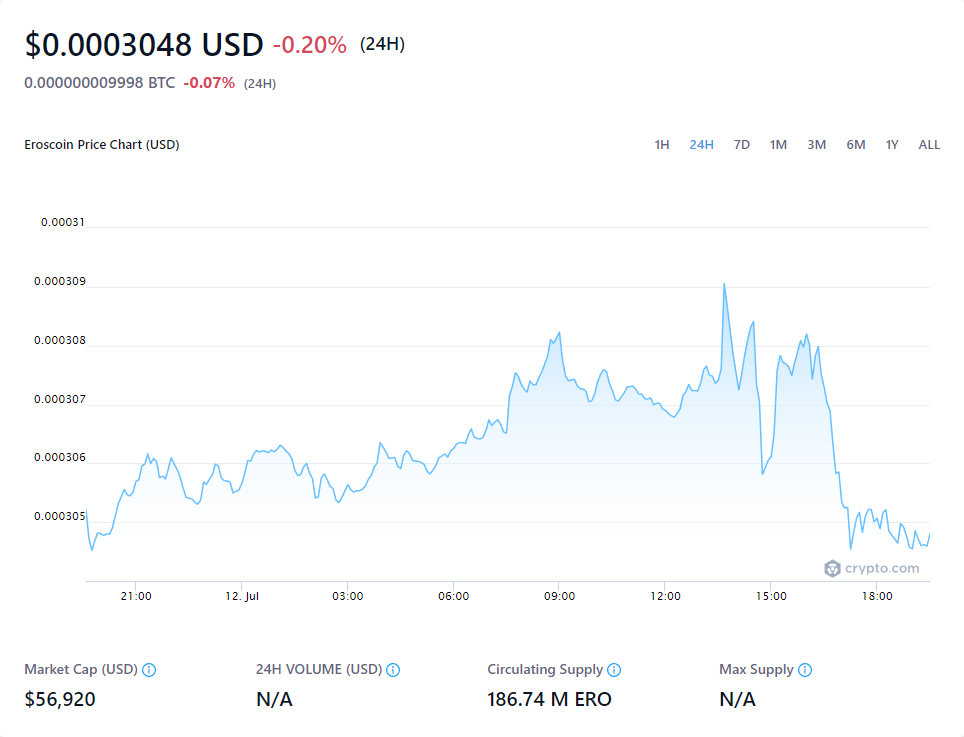 $0.0003048 USD -0.20% (24H)
0.000000009998 BTC -0.07% (24H)
Eroscoin Price Chart (USD) 1H 24H 7D 1M 3M 6M 1Y ALL
0.00031
0.000309
0.000308
0.000307
0.000306
0.000305
crypto.com
21:00 12. Jul 03:00 06:00 09:00 12:00 15:00 18:00
Market Cap (USD) 24H VOLUME (USD) Circulating Supply Max Supply
$56,920 N/A 186.74 M ERO N/A